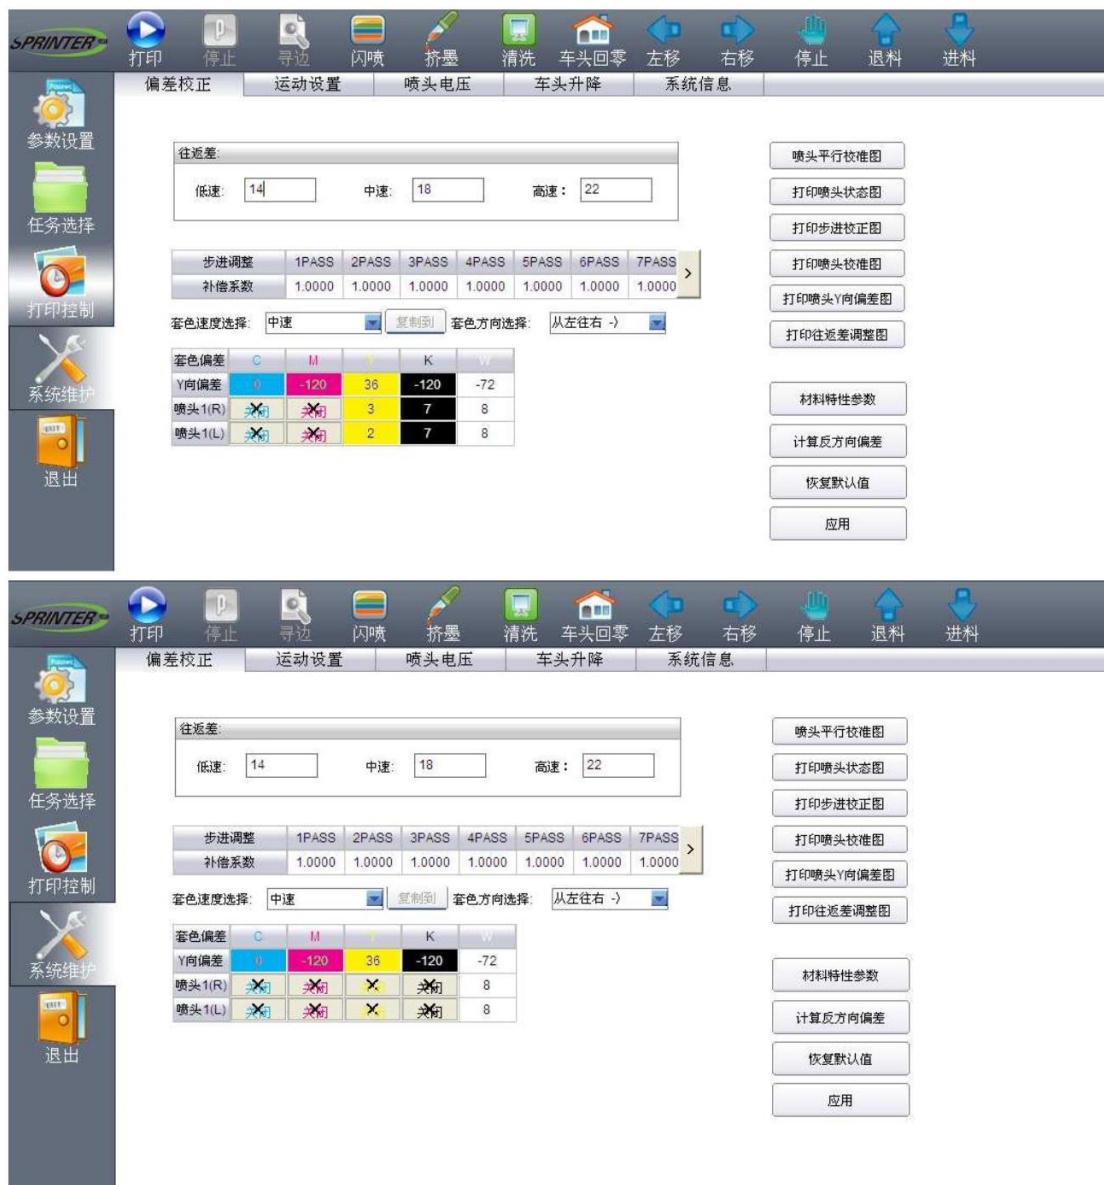 SPRINTER
打印 停止 寻边 闪喷 挤墨 清洗 车头回零 左移 右移 停止 退料 进料
偏差校正 运动设置 喷头电压 车头升降 系统信息
参数设置
任务选择
打印控制
系统维护
EXIT
退出
往返差:
低速: 14 中速: 18 高速: 22
步进调整 1PASS 2PASS 3PASS 4PASS 5PASS 6PASS 7PASS >
补偿系数 1.0000 1.0000 1.0000 1.0000 1.0000 1.0000 1.0000
套色速度选择: 中速 复制到 套色方向选择: 从左往右 -〉
套色偏差 C M Y K W
Y向偏差 0 -120 36 -120 -72
喷头1(R) 关闭 关闭 3 7 8
喷头1(L) 关闭 关闭 2 7 8
喷头平行校准图
打印喷头状态图
打印步进校正图
打印喷头校准图
打印喷头Y向偏差图
打印往返差调整图
材料特性参数
计算反方向偏差
恢复默认值
应用
SPRINTER
打印 停止 寻边 闪喷 挤墨 清洗 车头回零 左移 右移 停止 退料 进料
偏差校正 运动设置 喷头电压 车头升降 系统信息
参数设置
任务选择
打印控制
系统维护
EXIT
退出
往返差:
低速: 14 中速: 18 高速: 22
步进调整 1PASS 2PASS 3PASS 4PASS 5PASS 6PASS 7PASS >
补偿系数 1.0000 1.0000 1.0000 1.0000 1.0000 1.0000 1.0000
套色速度选择: 中速 复制到 套色方向选择: 从左往右 -〉
套色偏差 C M Y K W
Y向偏差 0 -120 36 -120 -72
喷头1(R) 关闭 关闭 关闭 8
喷头1(L) 关闭 关闭 关闭 8
喷头平行校准图
打印喷头状态图
打印步进校正图
打印喷头校准图
打印喷头Y向偏差图
打印往返差调整图
材料特性参数
计算反方向偏差
恢复默认值
应用